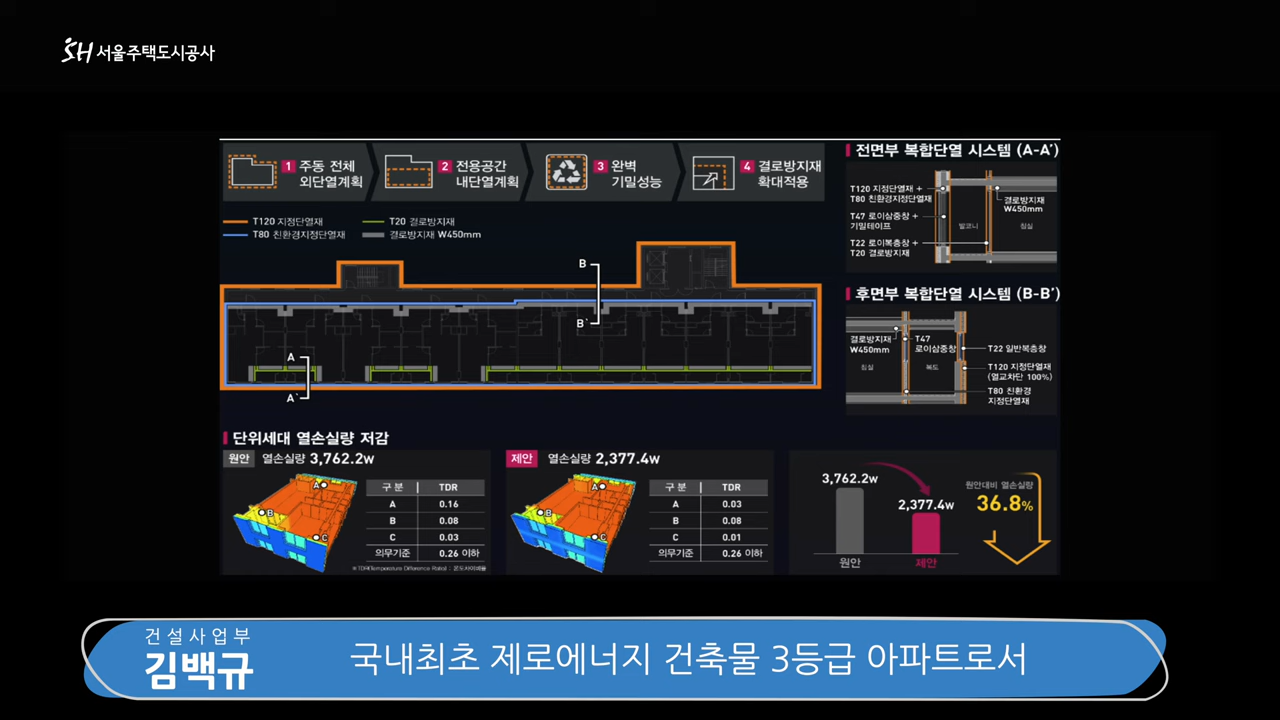 SH 서울주택도시공사
1 주동 전체
외단열계획
2 전용공간
내단열계획
3 완벽
기밀성능
4 결로방지재
확대적용
T120 지정단열재
T20 결로방지재
T80 친환경지정단열재
결로방지재 W450mm
B
B`
A
A`
전면부 복합단열 시스템 (A-A’)
T120 지정단열재 +
T80 친환경지정단열재
T47 로이삼중창 +
기밀테이프
T22 로이복층창 +
T20 결로방지재
발코니
결로방지재
W450mm
침실
후면부 복합단열 시스템 (B-B’)
결로방지재
W450mm
침실
T47
로이삼중창
복도
T22 일반복층창
T120 지정단열재
(열교차단 100%)
T80 친환경
지정단열재
단위세대 열손실량 저감
원안 열손실량 3,762.2w
A
B
C
구 분 TDR
A 0.16
B 0.08
C 0.03
의무기준 0.26 이하
※TDR(Temperature Difference Ratio) : 온도차이비율
제안 열손실량 2,377.4w
A
B
C
구 분 TDR
A 0.03
B 0.08
C 0.01
의무기준 0.26 이하
3,762.2w
2,377.4w
원안
제안
원안대비 열손실량
36.8%
건설사업부
김백규
국내최초 제로에너지 건축물 3등급 아파트로서